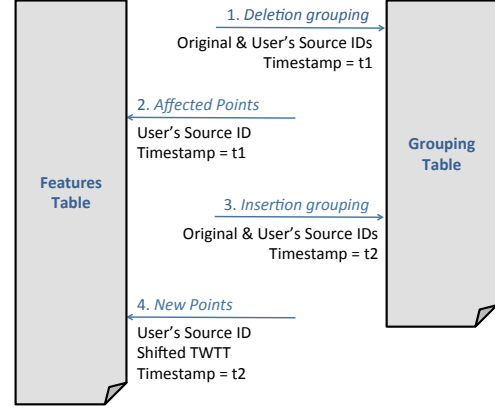 1. Deletion grouping
Original & User's Source IDs
Timestamp = t1
2. Affected Points
User's Source ID
Timestamp = t1
Features
Table
Grouping
Table
3. Insertion grouping
Original & User's Source IDs
Timestamp = t2
4. New Points
User's Source ID
Shifted TWTT
Timestamp = t2